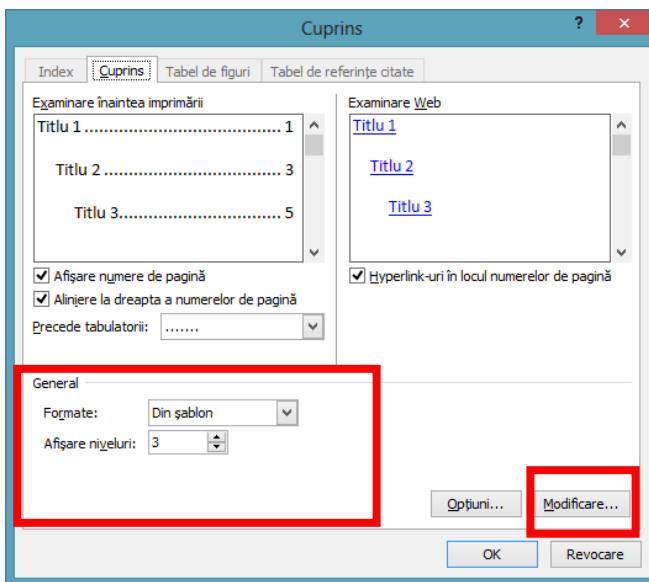 Cuprins
?
×
Index Cuprins Tabel de figuri Tabel de referințe citate
Examinare înaintea imprimării
Titlu 1 ........................................ 1
Titlu 2 ................................... 3
Titlu 3.................................. 5
Afișare numere de pagină
Aliniere la dreapta a numerelor de pagină
Precede tabulatorii: .......
Examinare Web
Titlu 1
Titlu 2
Titlu 3
Hyperlink-uri în locul numerelor de pagină
General
Formate: Din șablon
Afișare niveluri: 3
Opțiuni... Modificare...
OK Revocare